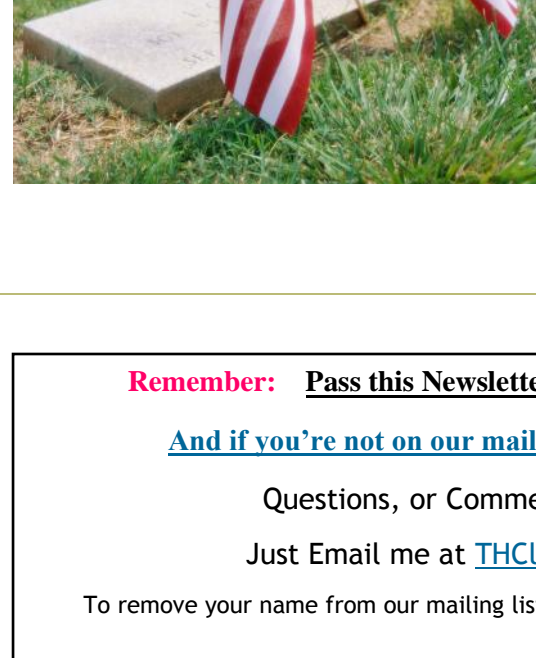 Remember: Pass this Newslette
And if you’re not on our mail
Questions, or Comme
Just Email me at THCl
To remove your name from our mailing lis